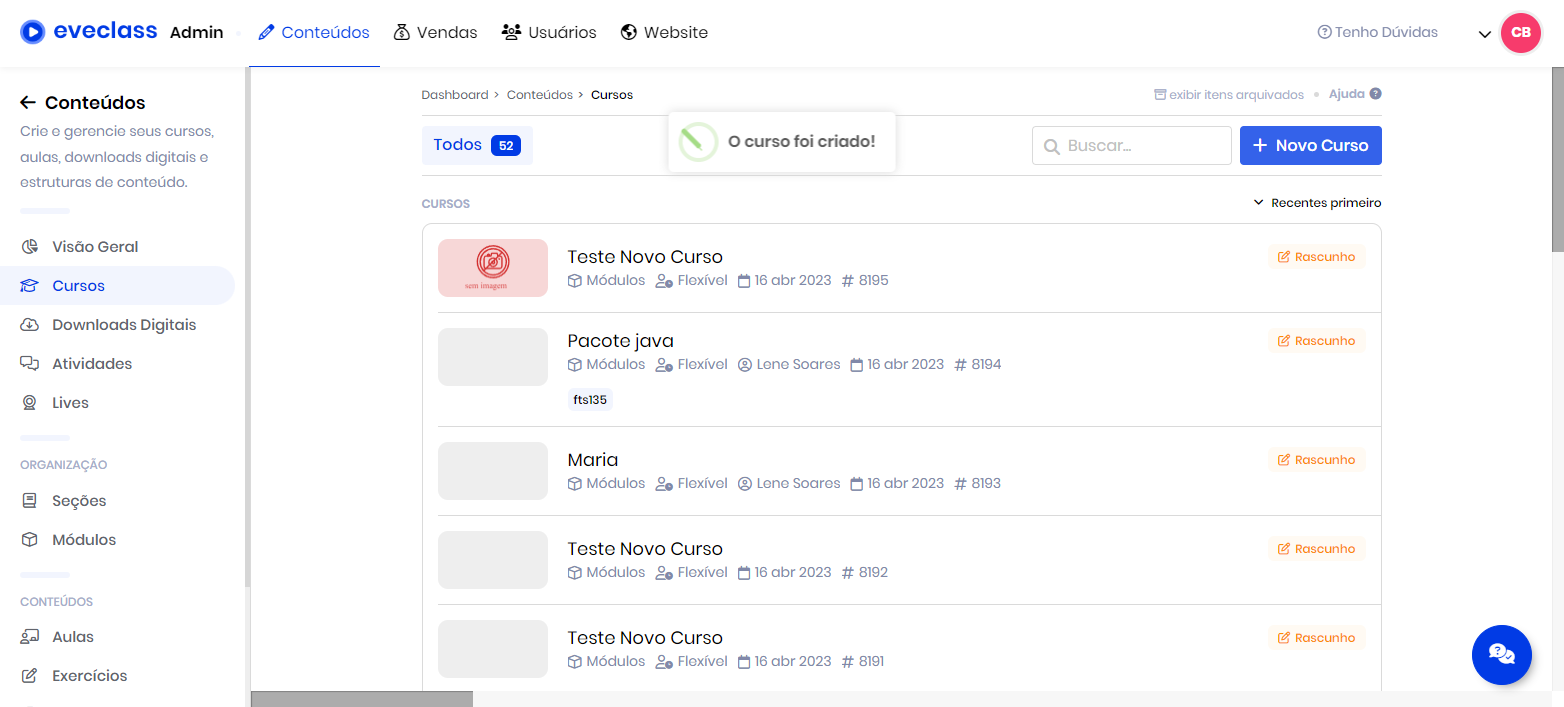 eveclass Admin Conteúdos Vendas Usuários Website Tenho Dúvidas CB
Conteúdos
Crie e gerencie seus cursos,
aulas, downloads digitais e
estruturas de conteúdo.
Visão Geral
Cursos
Downloads Digitais
Atividades
Lives
ORGANIZAÇÃO
Seções
Módulos
CONTEÚDOS
Aulas
Exercícios
Dashboard > Conteúdos > Cursos
exibir itens arquivados Ajuda ?
Todos 52
O curso foi criado!
Buscar...
+ Novo Curso
CURSOS
Recentes primeiro
sem imagem
Teste Novo Curso
Rascunho
Módulos Flexível 16 abr 2023 # 8195
Pacote java
Rascunho
Módulos Flexível Lene Soares 16 abr 2023 # 8194
fts135
Maria
Rascunho
Módulos Flexível Lene Soares 16 abr 2023 # 8193
Teste Novo Curso
Rascunho
Módulos Flexível 16 abr 2023 # 8192
Teste Novo Curso
Rascunho
Módulos Flexível 16 abr 2023 # 8191